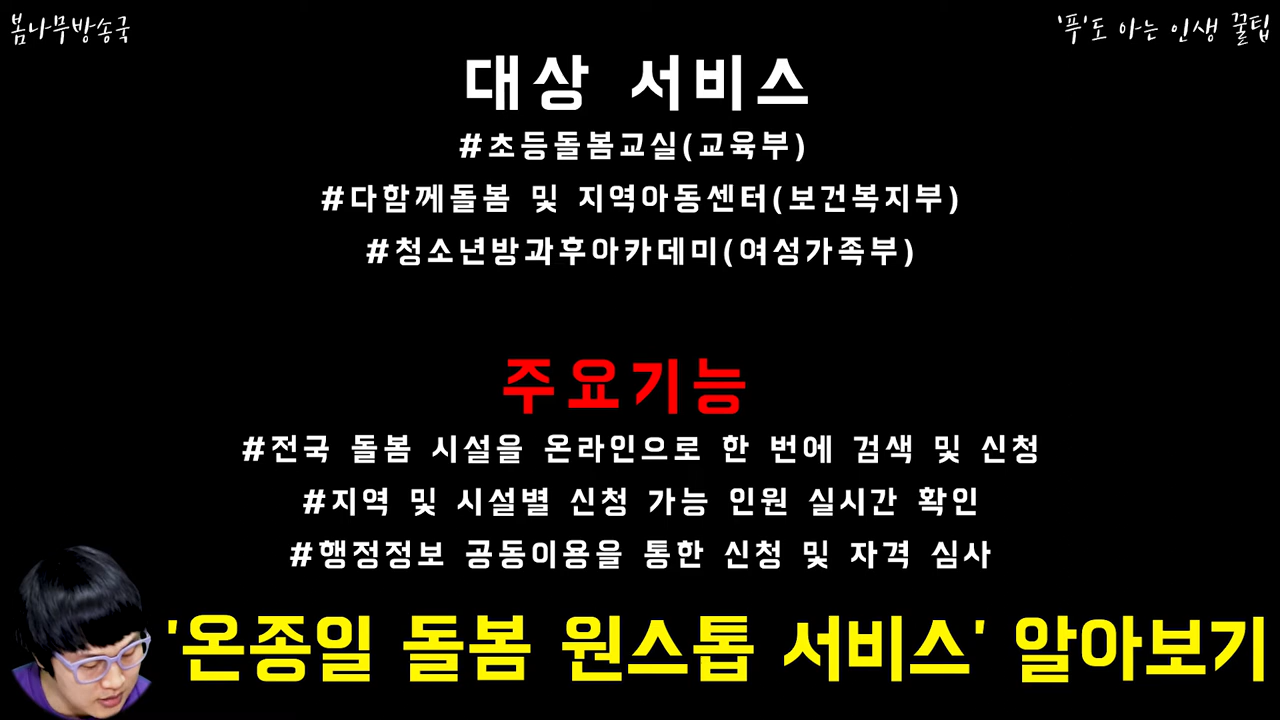 봄나무방송국
'푸'도 아는 인생 꿀팁
대상 서비스
#초등돌봄교실(교육부)
#다함께돌봄 및 지역아동센터(보건복지부)
#청소년방과후아카데미(여성가족부)
주요기능
#전국 돌봄 시설을 온라인으로 한 번에 검색 및 신청
#지역 및 시설별 신청 가능 인원 실시간 확인
#행정정보 공동이용을 통한 신청 및 자격 심사
'온종일 돌봄 원스톱 서비스' 알아보기